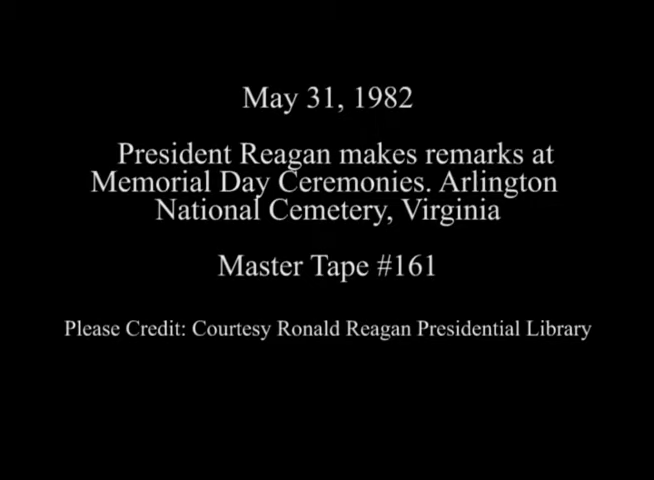 May 31, 1982
President Reagan makes remarks at
Memorial Day Ceremonies. Arlington
National Cemetery, Virginia
Master Tape #161
Please Credit: Courtesy Ronald Reagan Presidential Library